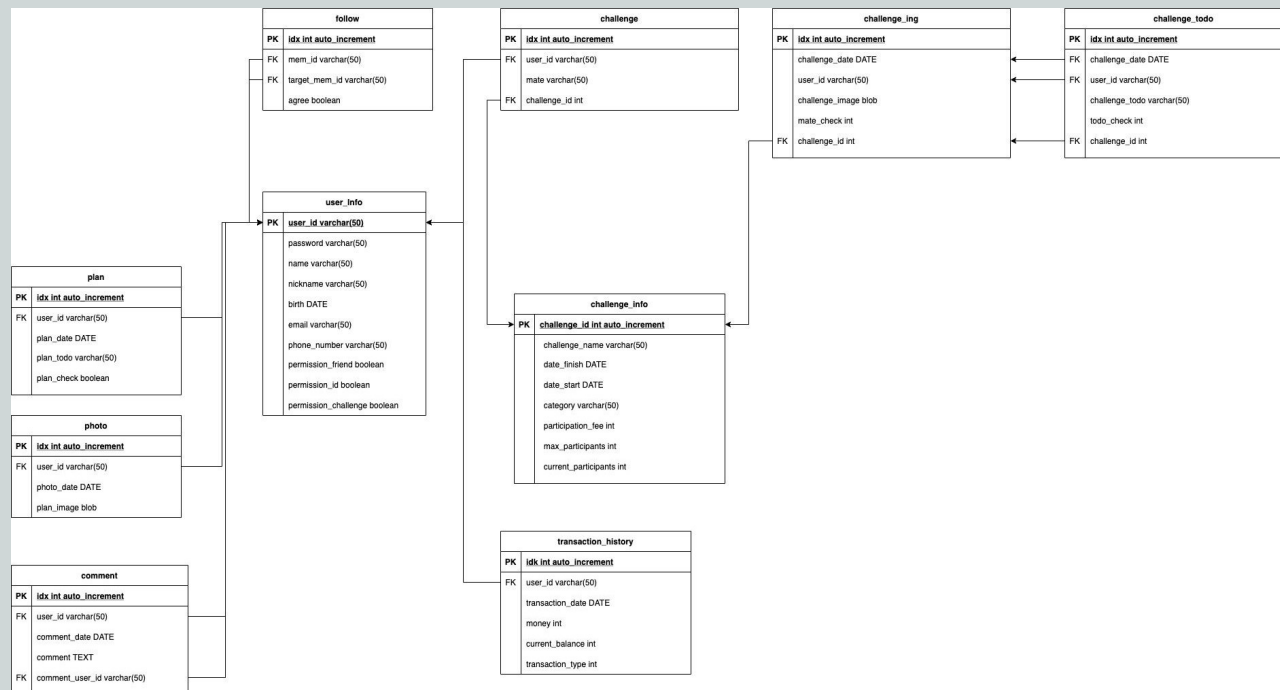 follow
PK idx int auto_increment
FK mem_id varchar(50)
FK target_mem_id varchar(50)
agree boolean
challenge
PK idx int auto_increment
FK user_id varchar(50)
mate varchar(50)
FK challenge_id int
challenge_ing
PK idx int auto_increment
challenge_date DATE
user_id varchar(50)
challenge_image blob
mate_check int
FK challenge_id int
challenge_todo
PK idx int auto_increment
FK challenge_date DATE
FK user_id varchar(50)
challenge_todo varchar(50)
todo_check int
FK challenge_id int
user_Info
PK user_id varchar(50)
password varchar(50)
name varchar(50)
nickname varchar(50)
birth DATE
email varchar(50)
phone_number varchar(50)
permission_friend boolean
permission_id boolean
permission_challenge boolean
plan
PK idx int auto_increment
FK user_id varchar(50)
plan_date DATE
plan_todo varchar(50)
plan_check boolean
challenge_info
PK challenge_id int auto_increment
challenge_name varchar(50)
date_finish DATE
date_start DATE
category varchar(50)
participation_fee int
max_participants int
current_participants int
photo
PK idx int auto_increment
FK user_id varchar(50)
photo_date DATE
plan_image blob
transaction_history
PK idk int auto_increment
FK user_id varchar(50)
transaction_date DATE
money int
current_balance int
transaction_type int
comment
PK idx int auto_increment
FK user_id varchar(50)
comment_date DATE
comment TEXT
FK comment_user_id varchar(50)